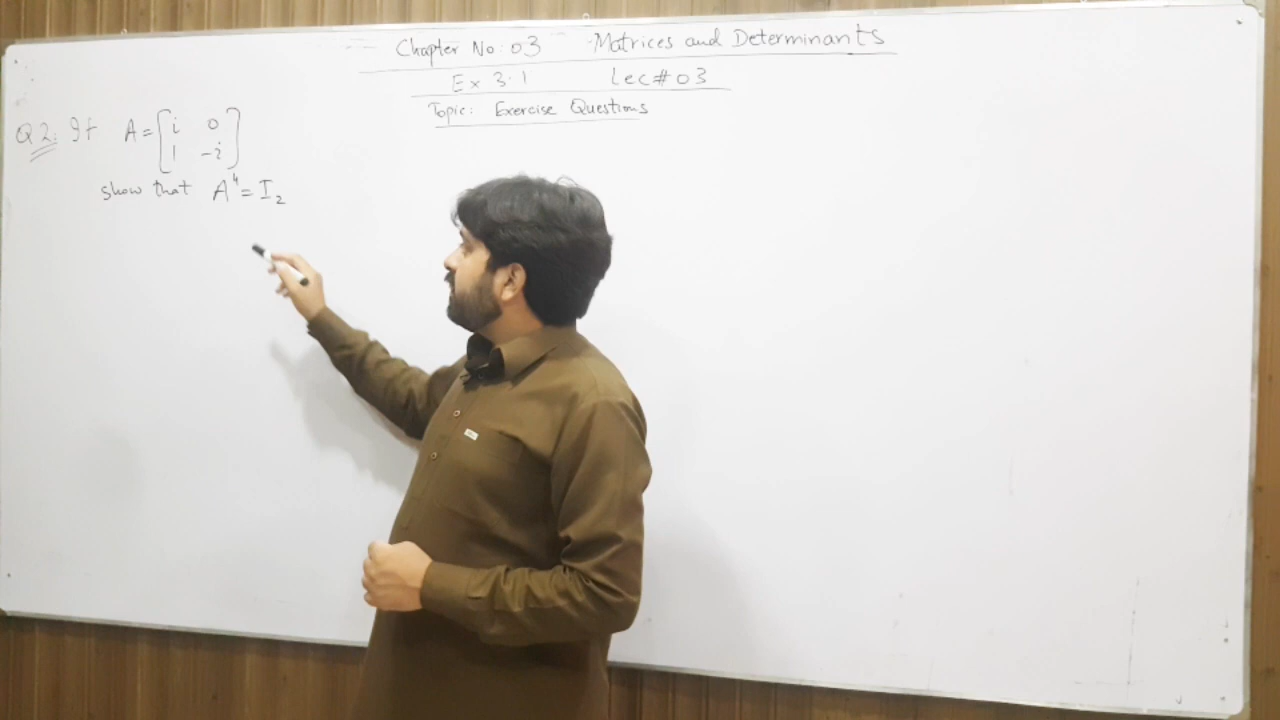 Chapter No: 03 Matrices and Determinants
Ex 3.1 Lec#03
Topic: Exercise Questions
Q2: If A = [i 0
1 -i]
show that A⁴ = I₂